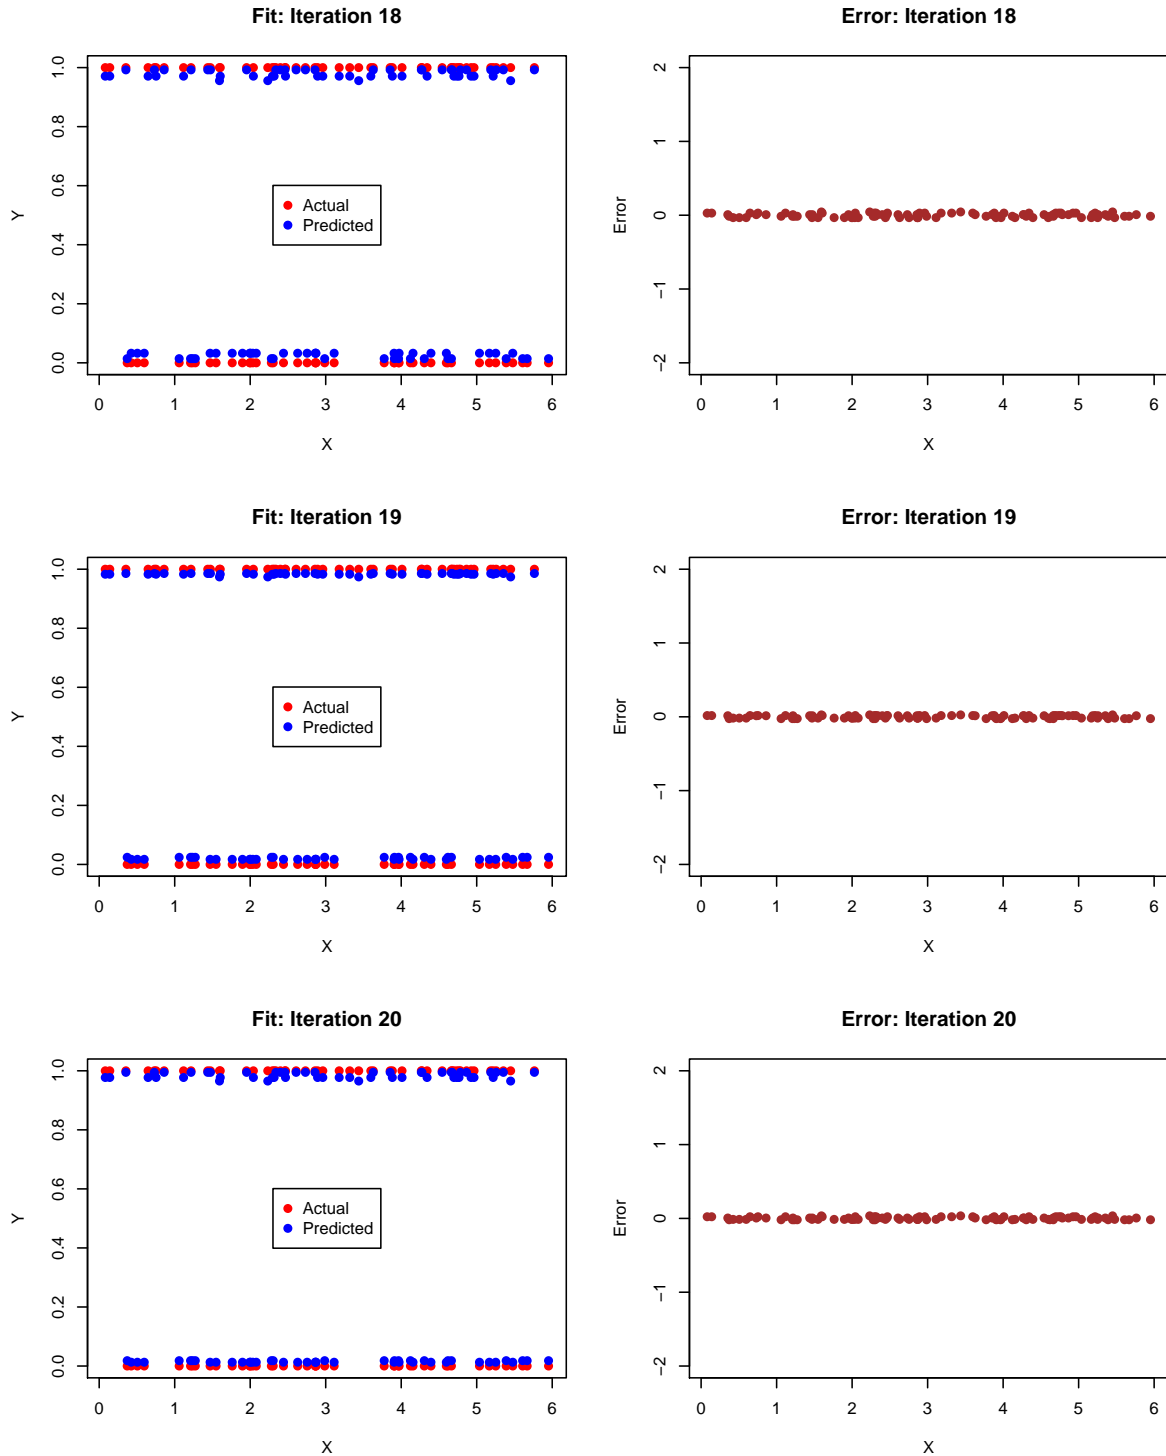 Fit: Iteration 18
Y
0.0 0.2 0.4 0.6 0.8 1.0
Actual
Predicted
0 1 2 3 4 5 6
X
Error: Iteration 18
Error
−2 −1 0 1 2
0 1 2 3 4 5 6
X
Fit: Iteration 19
Y
0.0 0.2 0.4 0.6 0.8 1.0
Actual
Predicted
0 1 2 3 4 5 6
X
Error: Iteration 19
Error
−2 −1 0 1 2
0 1 2 3 4 5 6
X
Fit: Iteration 20
Y
0.0 0.2 0.4 0.6 0.8 1.0
Actual
Predicted
0 1 2 3 4 5 6
X
Error: Iteration 20
Error
−2 −1 0 1 2
0 1 2 3 4 5 6
X